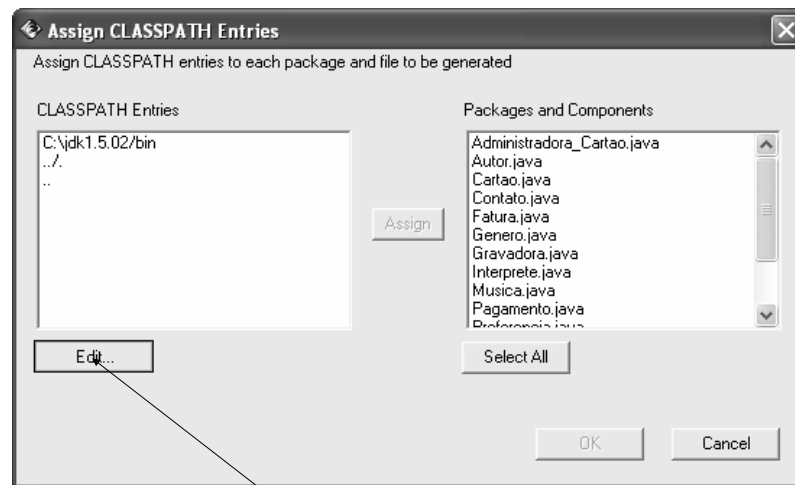 Assign CLASSPATH Entries
Assign CLASSPATH entries to each package and file to be generated
CLASSPATH Entries
C:\jdk1.5.02/bin
../.
..
Edit...
Assign
Packages and Components
Administradora_Cartao.java
Autor.java
Cartao.java
Contato.java
Fatura.java
Genero.java
Gravadora.java
Interprete.java
Musica.java
Pagamento.java
Select All
OK
Cancel